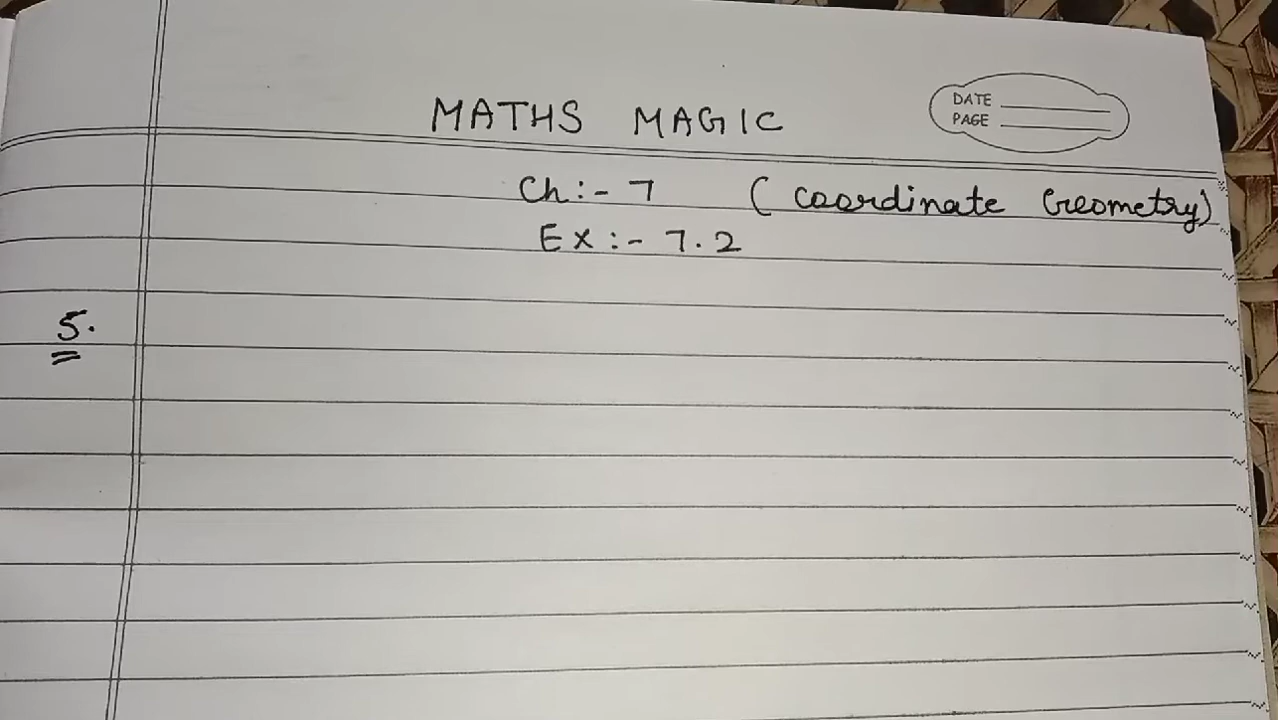 MATHS MAGIC
DATE
PAGE
Ch:- 7 (Coordinate Geometry)
Ex:- 7.2
5.